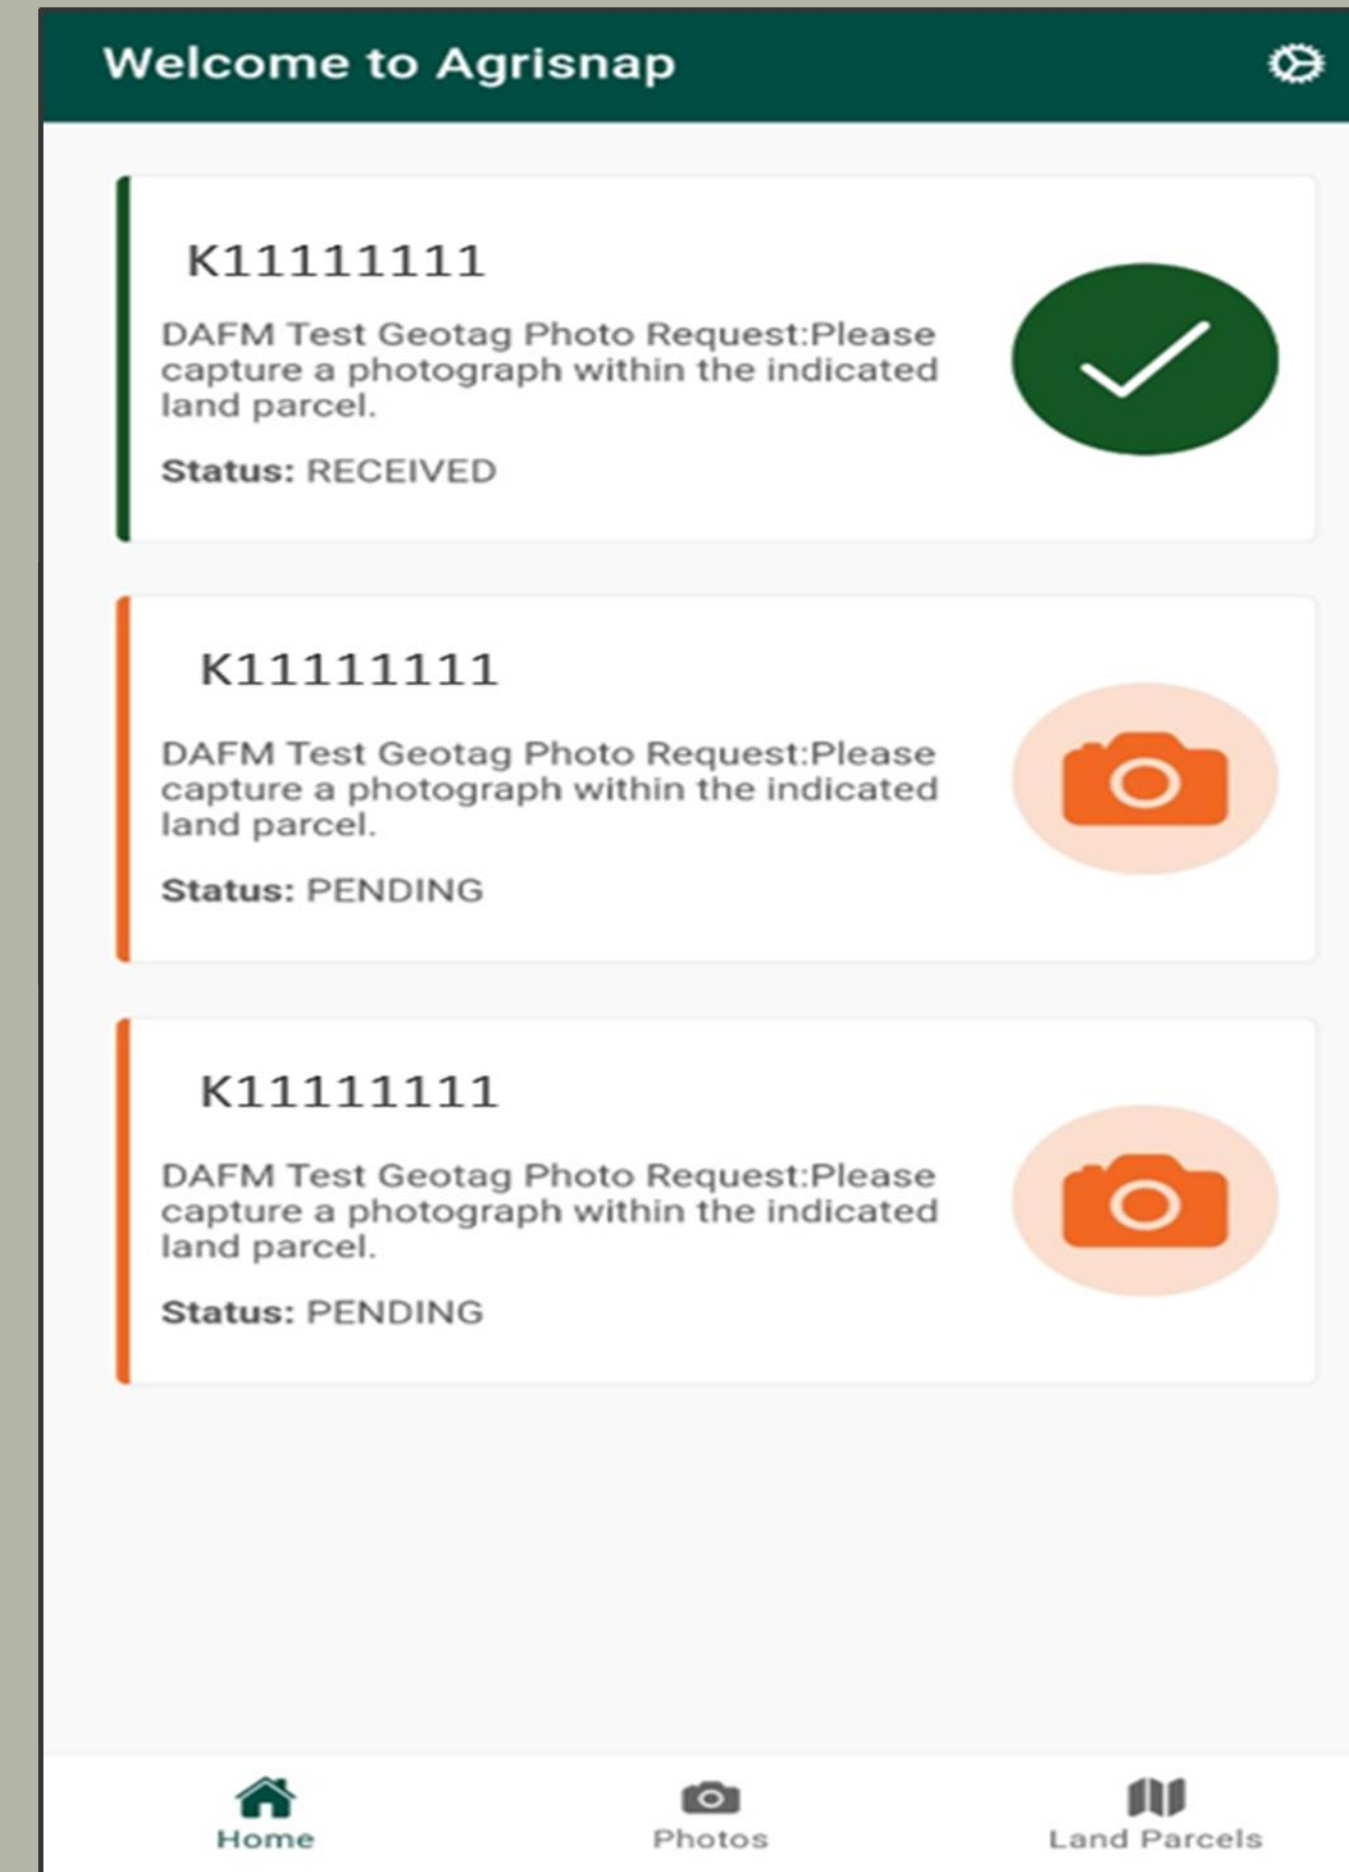 Welcome to Agrisnap
K11111111
DAFM Test Geotag Photo Request:Please
capture a photograph within the indicated
land parcel.
Status: RECEIVED
K11111111
DAFM Test Geotag Photo Request:Please
capture a photograph within the indicated
land parcel.
Status: PENDING
K11111111
DAFM Test Geotag Photo Request:Please
capture a photograph within the indicated
land parcel.
Status: PENDING
Home
Photos
Land Parcels